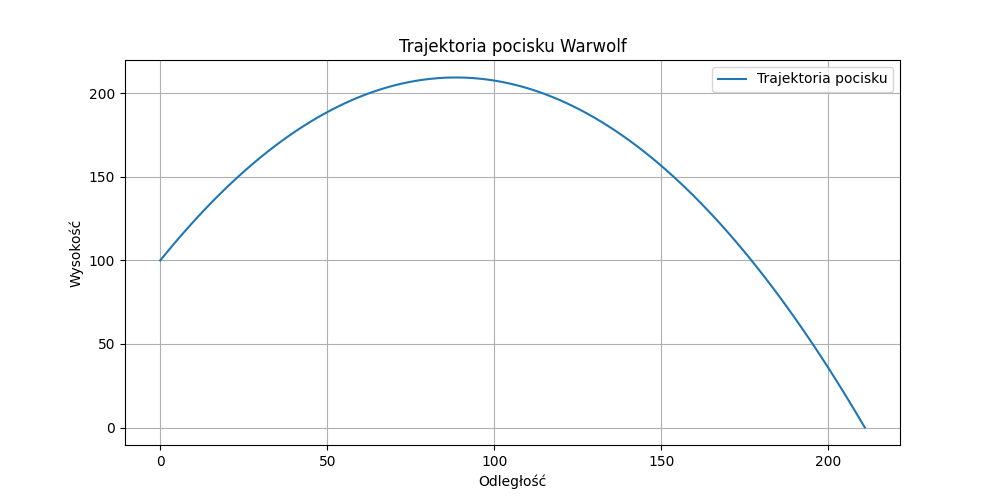 Trajektoria pocisku Warwolf
Trajektoria pocisku
200
150
100
50
0
Wysokość
0 50 100 150 200
Odległość